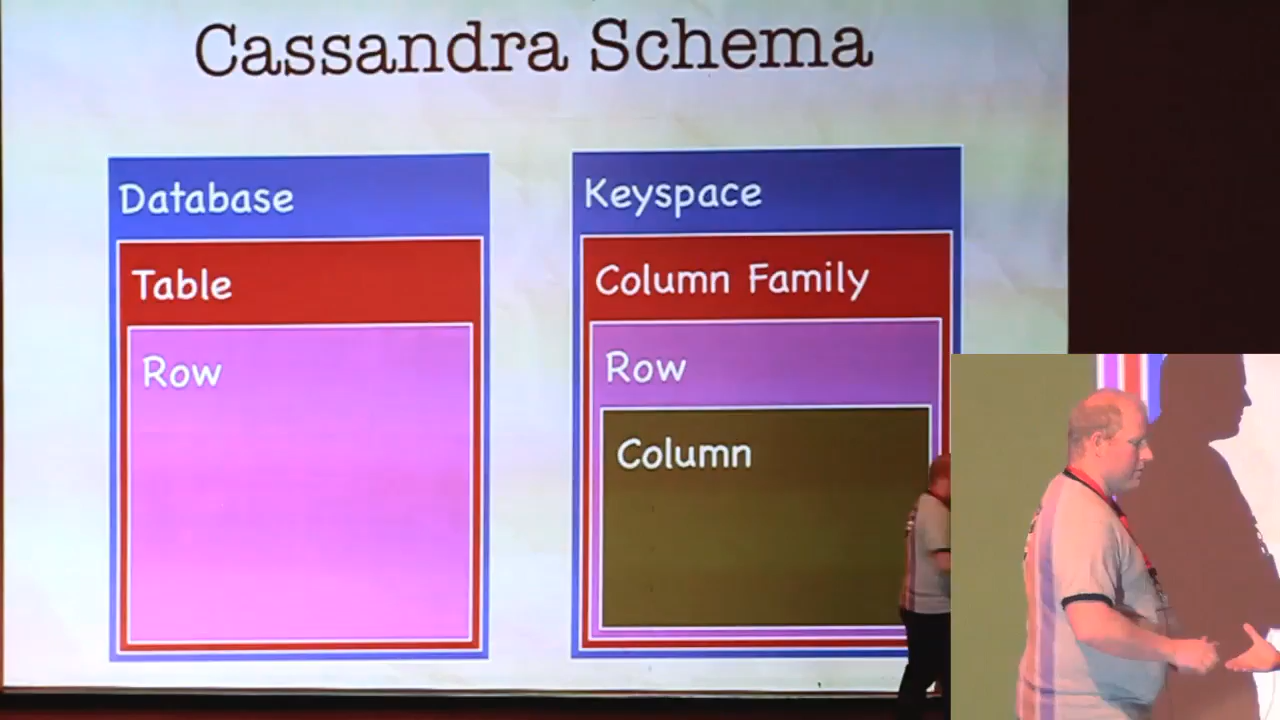 Cassandra Schema
Database
Table
Row
Keyspace
Column Family
Row
Column